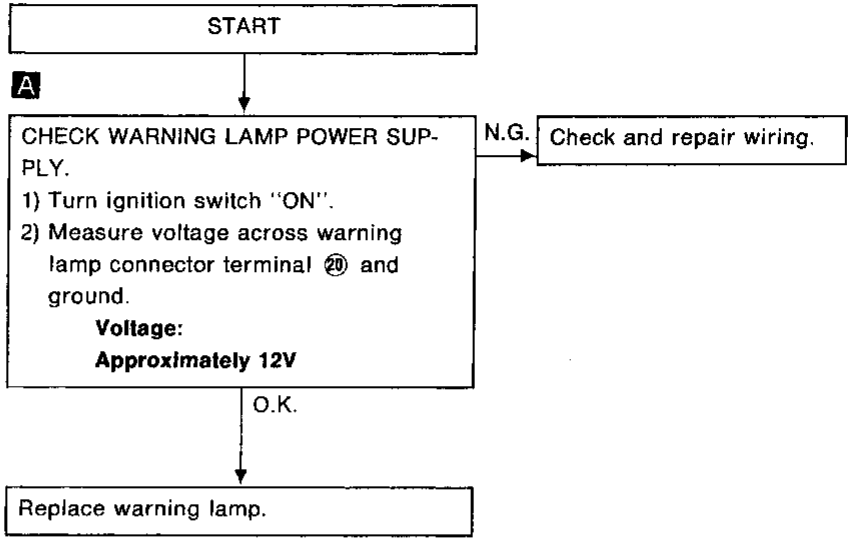 START
A
CHECK WARNING LAMP POWER SUP-
PLY.
1) Turn ignition switch "ON".
2) Measure voltage across warning
lamp connector terminal ⑳ and
ground.
Voltage:
Approximately 12V
N.G.
Check and repair wiring.
O.K.
Replace warning lamp.